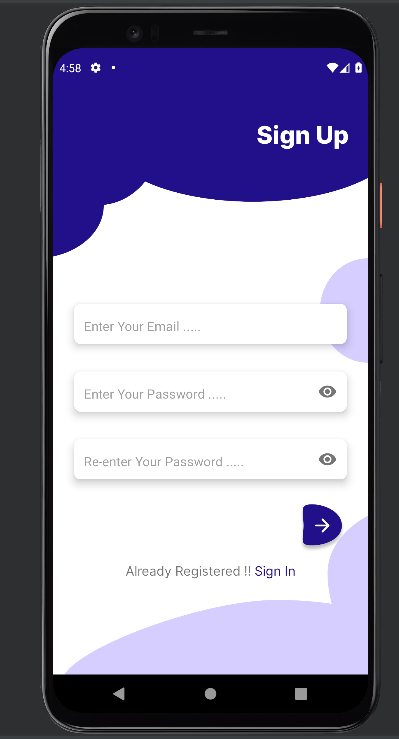 4:58
Sign Up
Enter Your Email .....
Enter Your Password .....
Re-enter Your Password .....
Already Registered !! Sign In